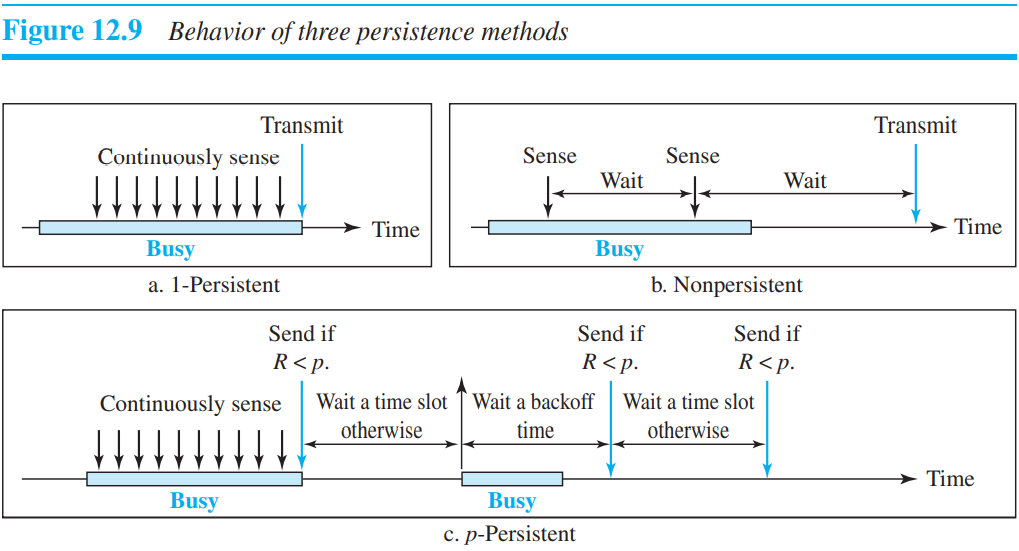 Figure 12.9 Behavior of three persistence methods
Transmit
Continuously sense
Time
Busy
a. 1-Persistent
Transmit
Sense
Sense
Wait
Wait
Time
Busy
b. Nonpersistent
Send if
R < p.
Send if
R < p.
Send if
R < p.
Continuously sense
Wait a time slot
otherwise
Wait a backoff
time
Wait a time slot
otherwise
Time
Busy
Busy
c. p-Persistent